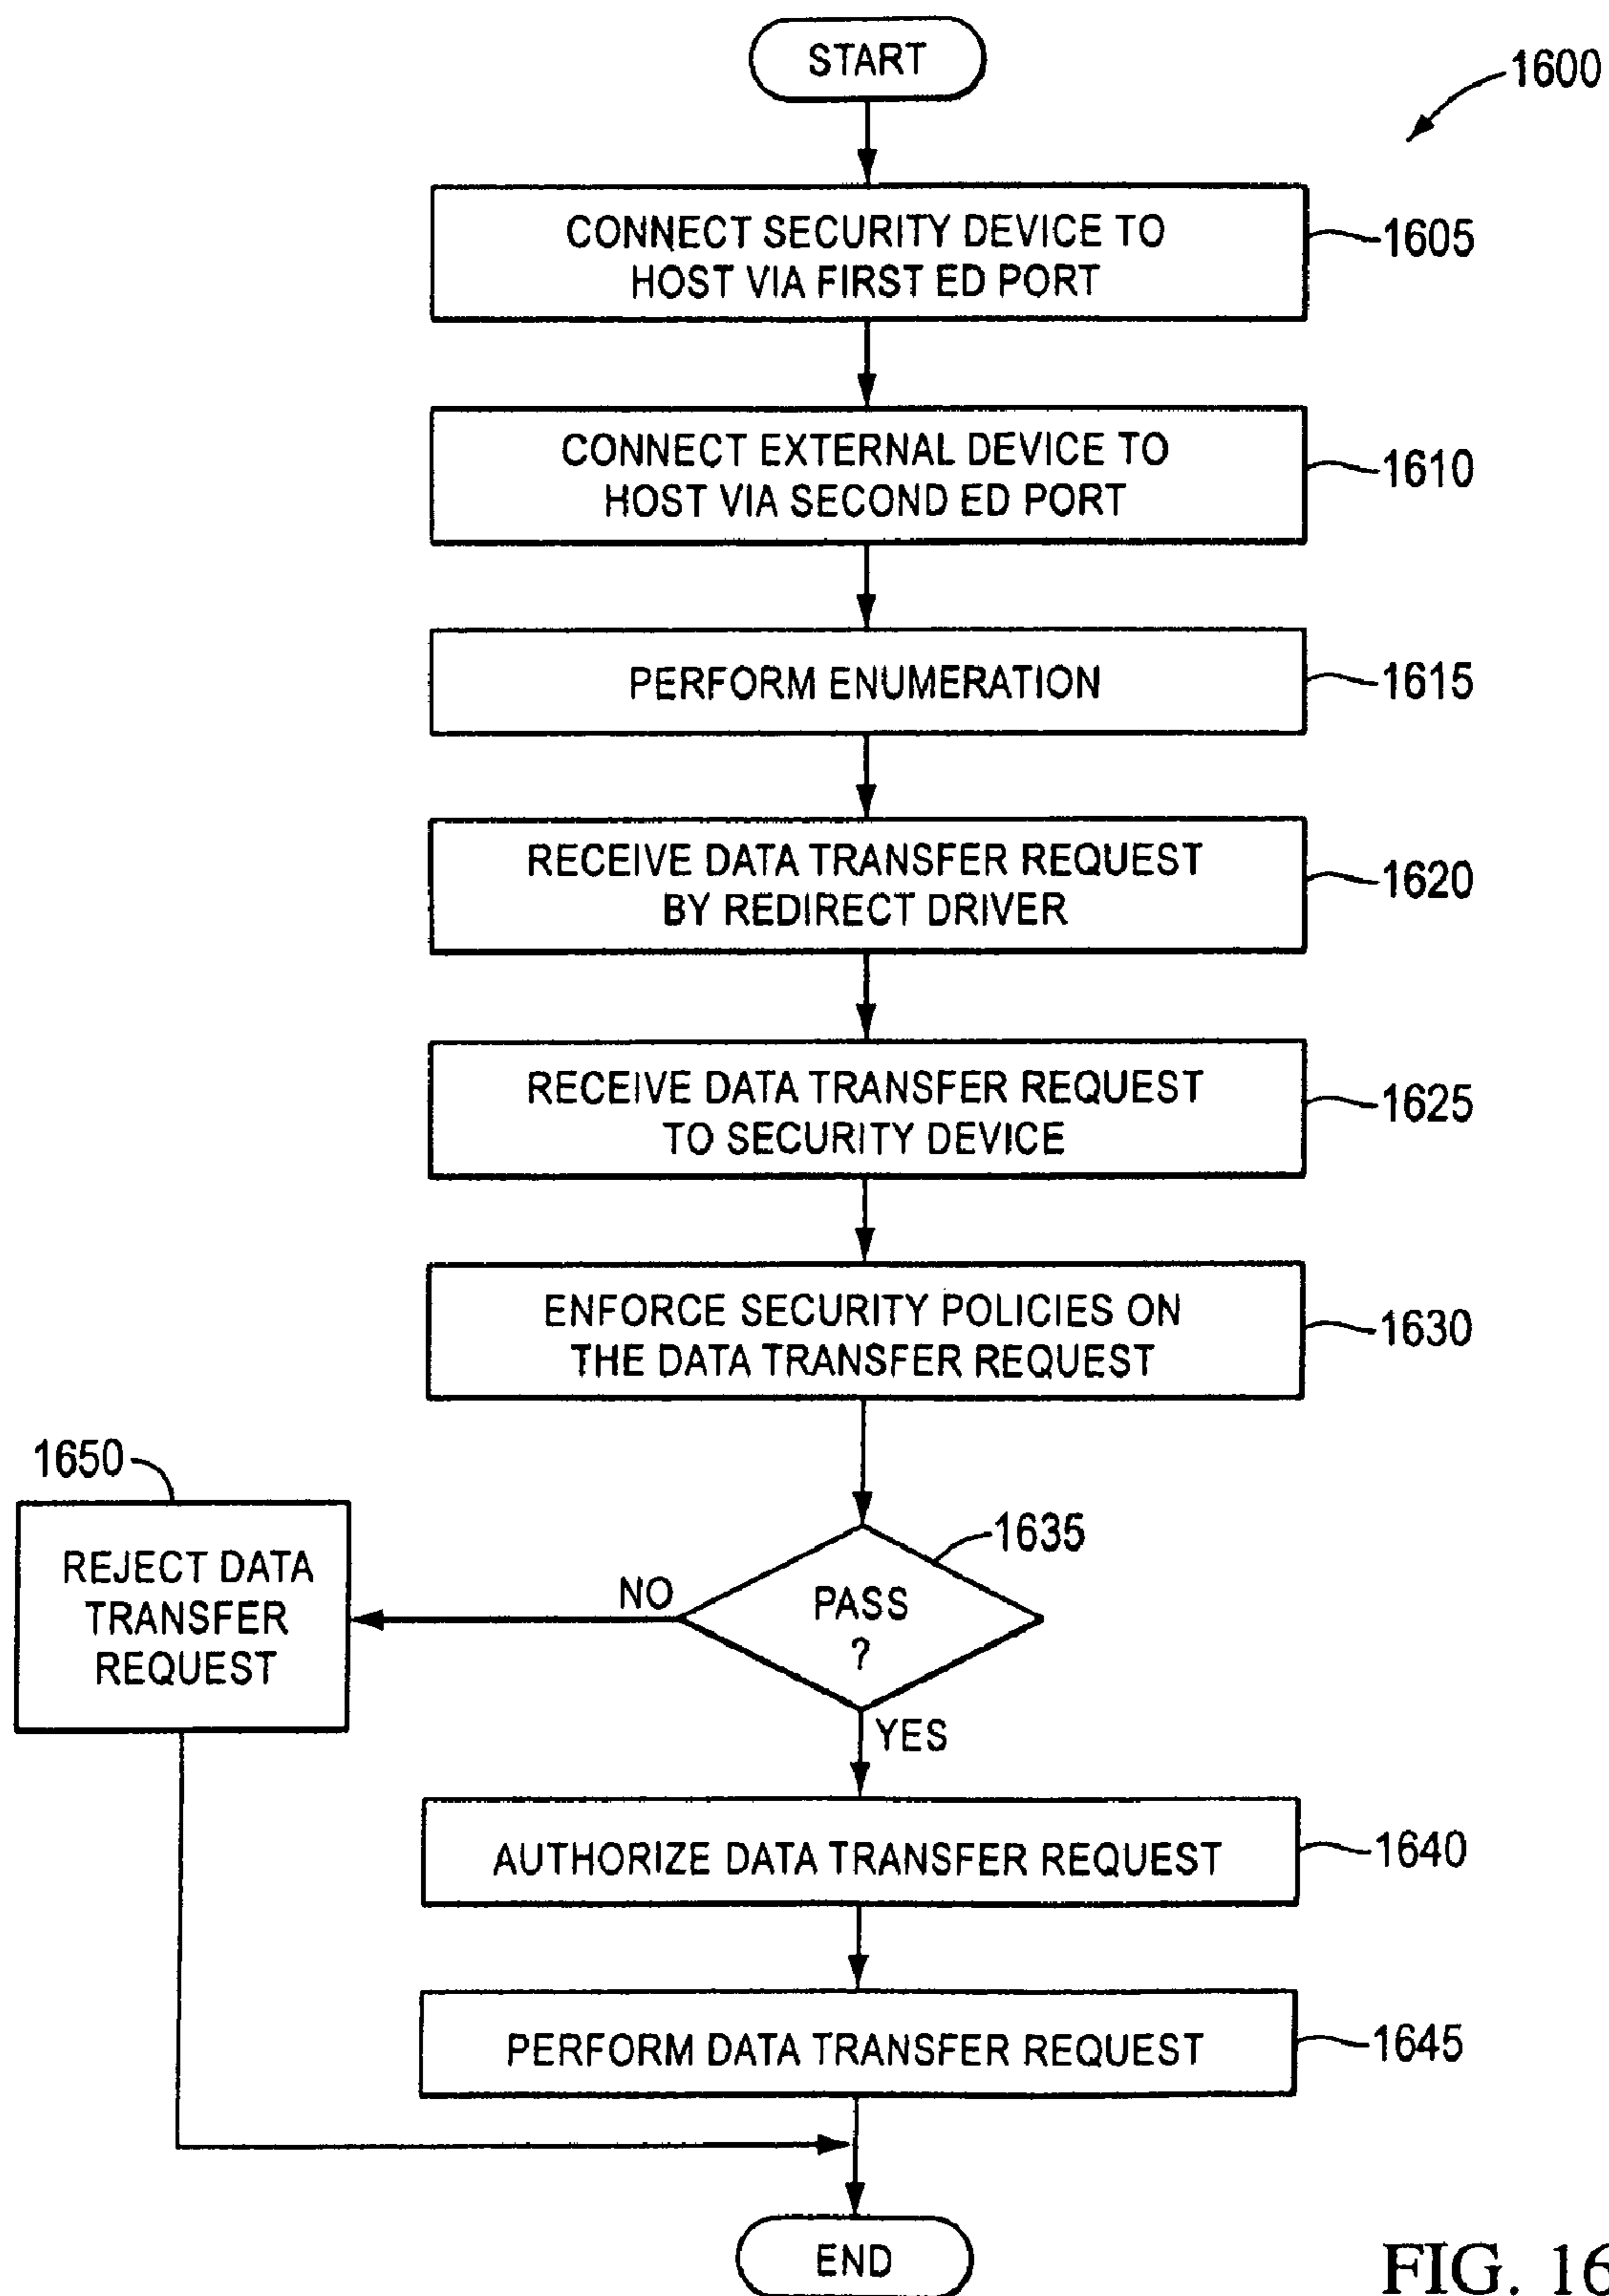 START
1600
CONNECT SECURITY DEVICE TO
HOST VIA FIRST ED PORT
1605
CONNECT EXTERNAL DEVICE TO
HOST VIA SECOND ED PORT
1610
PERFORM ENUMERATION
1615
RECEIVE DATA TRANSFER REQUEST
BY REDIRECT DRIVER
1620
RECEIVE DATA TRANSFER REQUEST
TO SECURITY DEVICE
1625
ENFORCE SECURITY POLICIES ON
THE DATA TRANSFER REQUEST
1630
1650
REJECT DATA
TRANSFER
REQUEST
NO
1635
PASS
?
YES
AUTHORIZE DATA TRANSFER REQUEST
1640
PERFORM DATA TRANSFER REQUEST
1645
END
FIG. 16